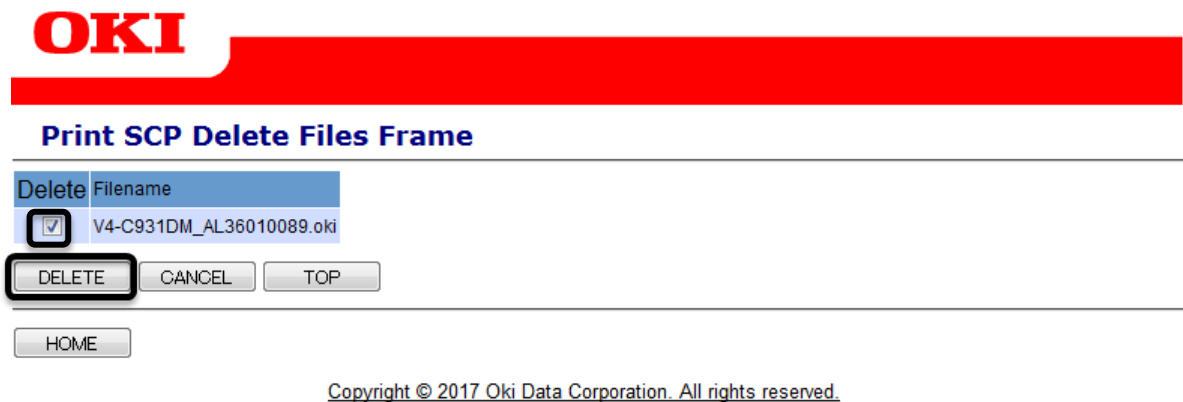 OKI
Print SCP Delete Files Frame
Delete Filename
V4-C931DM_AL36010089.oki
DELETE CANCEL TOP
HOME
Copyright © 2017 Oki Data Corporation. All rights reserved.